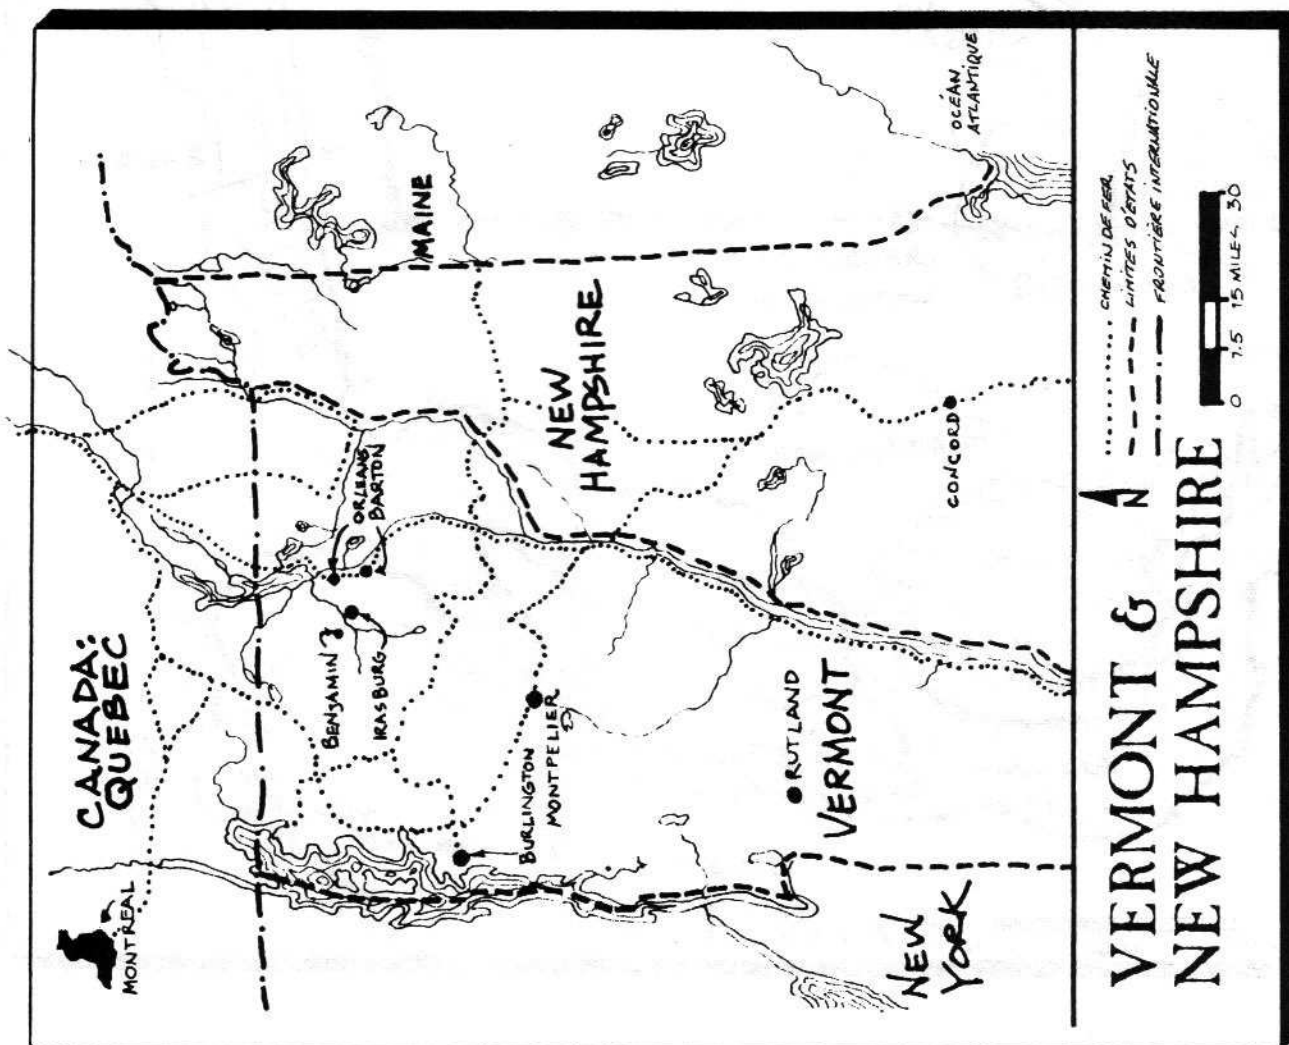 CANADA:
QUEBEC
MONTREAL
MAINE
NEW
HAMPSHIRE
ORLEANS
BARTON
BENJAMIN
IRASBURG
BURLINGTON
MONTPELIER
RUTLAND
VERMONT
NEW
YORK
CONCORD
OCÉAN
ATLANTIQUE
VERMONT &
NEW HAMPSHIRE
N
CHEMIN DE FER
LIMITES D'ÉTATS
FRONTIÈRE INTERNATIONALE
0 7.5 15 MILES 30